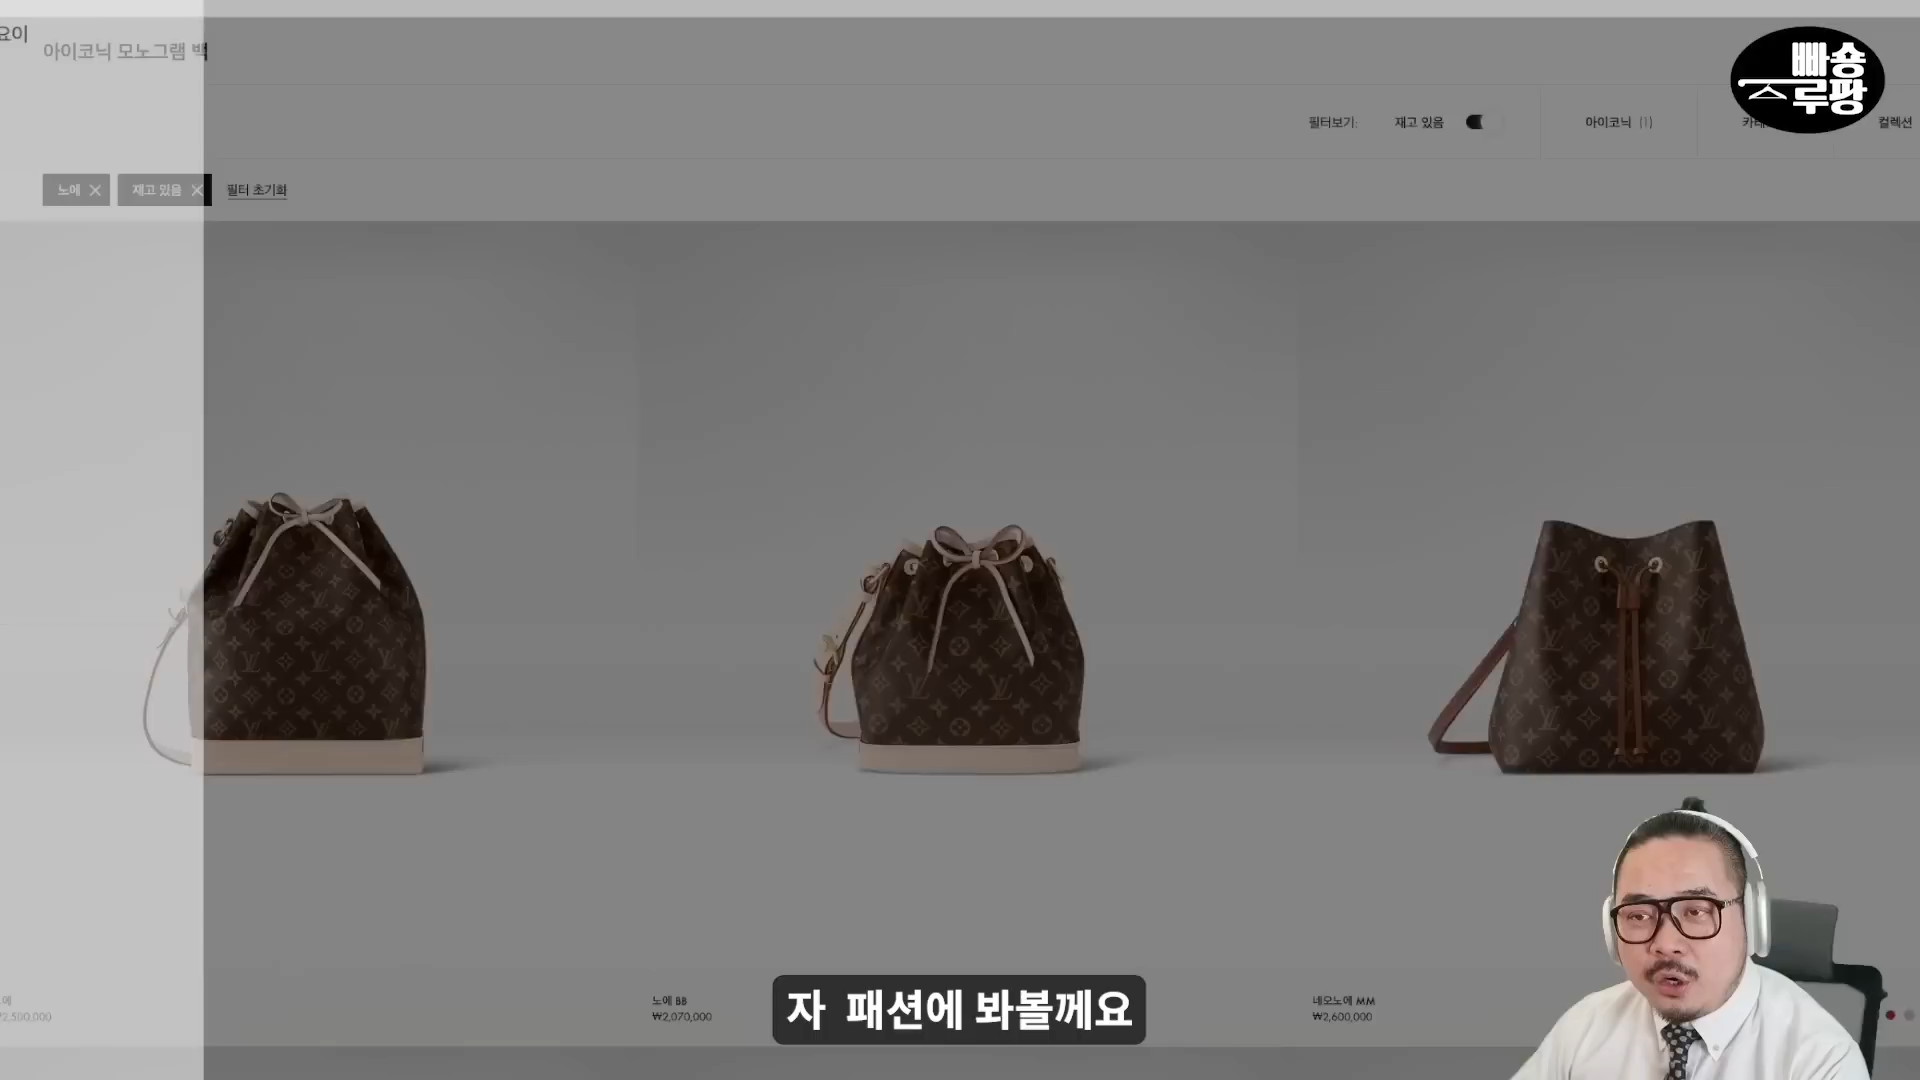 요이
아이코닉 모노그램 백
빠숑
루팡
필터보기:
재고 있음
아이코닉 (1)
컬렉션
노에
재고 있음
필터 초기화
₩2,500,000
노에 BB
₩2,070,000
네오노에 MM
₩2,600,000
자 패션에 봐볼께요